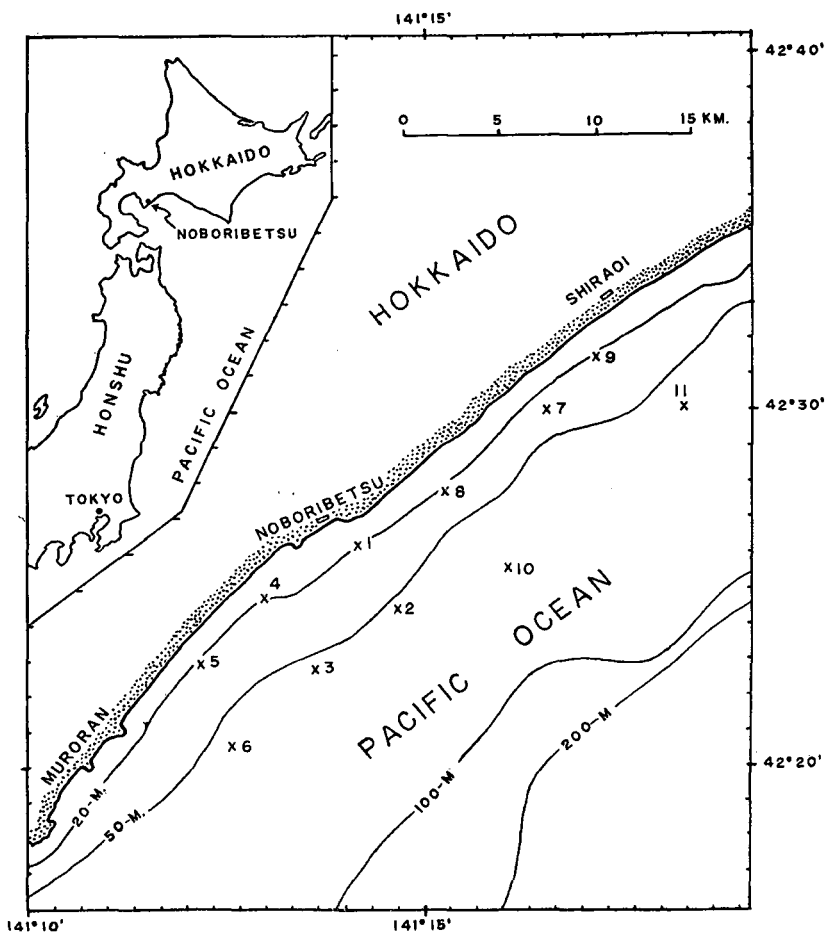 141°15'
42°40'
0 5 10 15 KM.
HOKKAIDO
NOBORIBETSU
HOKKAIDO
SHIRAOI
HONSHU
PACIFIC OCEAN
TOKYO
x9
11
x
x7
42°30'
NOBORIBETSU
x8
x1
x10
4
x
x2
x5
x3
PACIFIC OCEAN
x6
MURORAN
20-M.
50-M.
100-M
200-M
42°20'
141°10'
141°15'